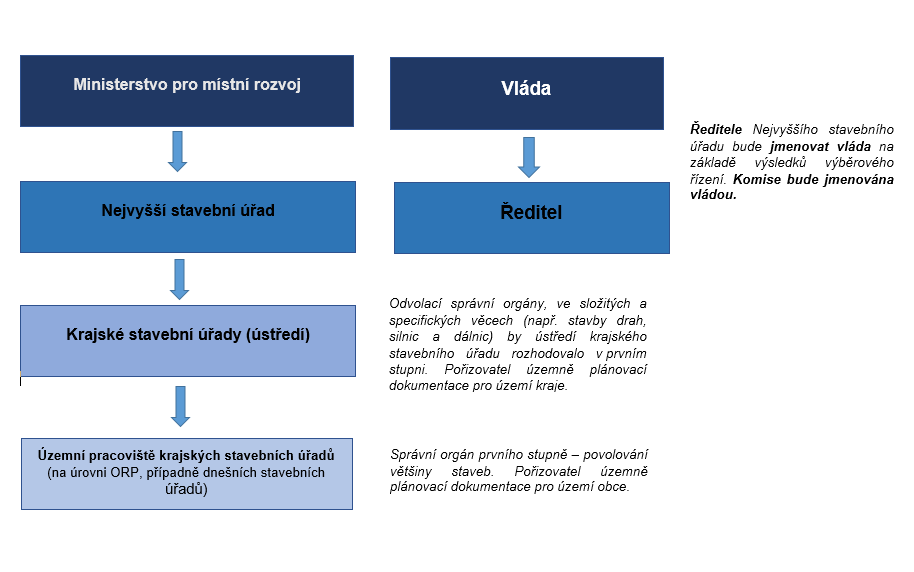 Ministerstvo pro místní rozvoj
Vláda
Ředitele Nejvyššího stavebního
úřadu bude jmenovat vláda na
základě výsledků výběrového
řízení. Komise bude jmenována
vládou.
Nejvyšší stavební úřad
Ředitel
Krajské stavební úřady (ústředí)
Odvolací správní orgány, ve složitých a
specifických věcech (např. stavby drah,
silnic a dálnic) by ústředí krajského
stavebního úřadu rozhodovalo v prvním
stupni. Pořizovatel územně plánovací
dokumentace pro území kraje.
Územní pracoviště krajských stavebních úřadů
(na úrovni ORP, případně dnešních stavebních
úřadů)
Správní orgán prvního stupně – povolování
většiny staveb. Pořizovatel územně
plánovací dokumentace pro území obce.